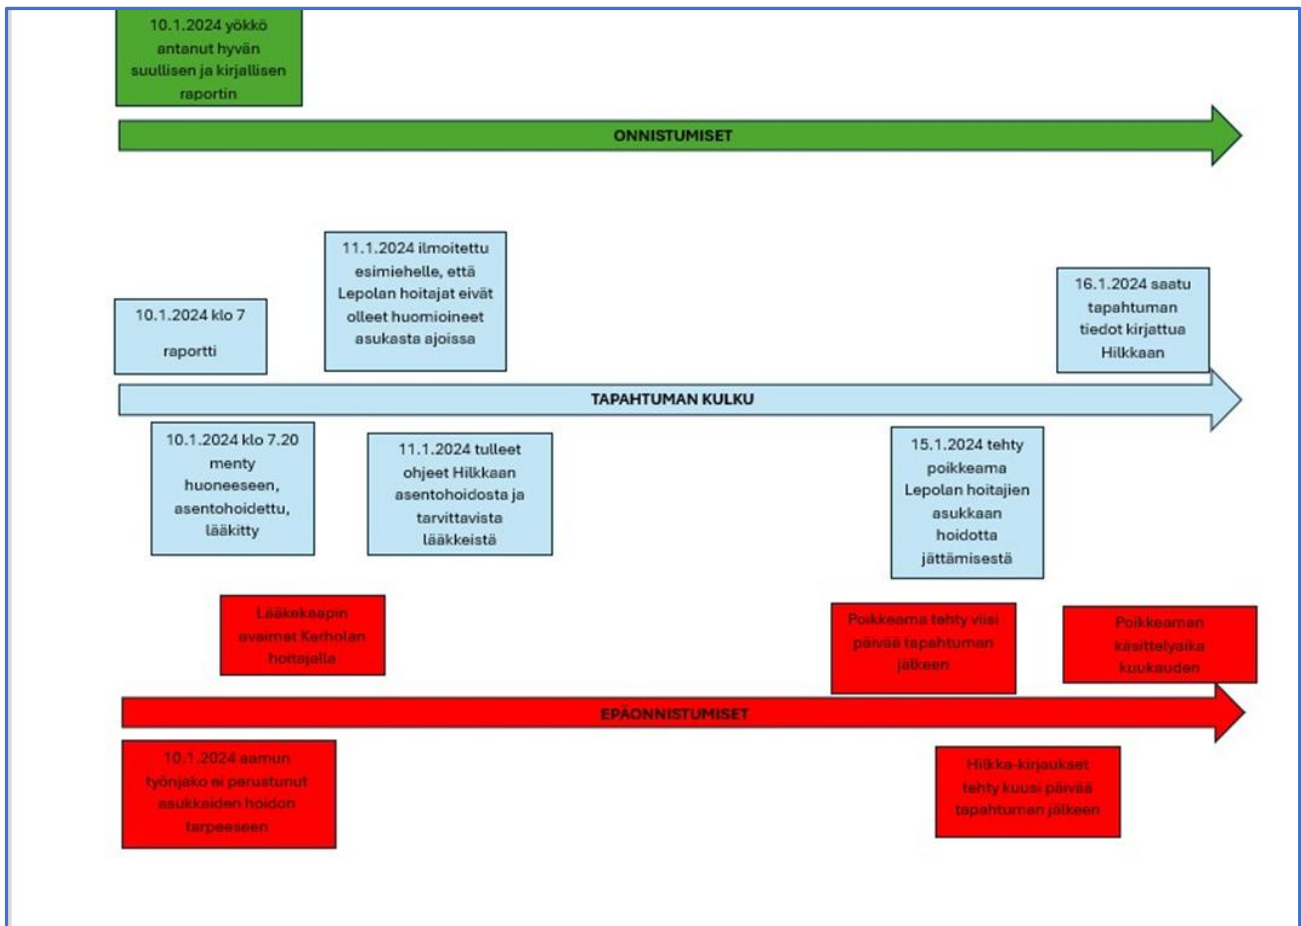 10.1.2024 yökkö
antanut hyvän
suullisen ja kirjallisen
raportin
ONNISTUMISET
11.1.2024 ilmoitettu
esimiehelle, että
Lepolan hoitajat eivät
olleet huomioineet
asukasta ajoissa
10.1.2024 klo 7
raportti
16.1.2024 saatu
tapahtuman
tiedot kirjattua
Hilkkaan
TAPAHTUMAN KULKU
10.1.2024 klo 7.20
menty
huoneeseen,
asentohoidettu,
lääkitty
11.1.2024 tulleet
ohjeet Hilkkaan
asentohoidosta ja
tarvittavista
lääkkeistä
15.1.2024 tehty
poikkeama
Lepolan hoitajien
asukkaan
hoidotta
jättämisestä
Lääkekaapin
avaimet Kerholan
hoitajalla
Poikkeama tehty viisi
päivää tapahtuman
jälkeen
Poikkeaman
käsittelyaika
kuukauden
EPÄONNISTUMISET
10.1.2024 aamun
työnjako ei perustunut
asukkaiden hoidon
tarpeeseen
Hilkka-kirjaukset
tehty kuusi päivää
tapahtuman jälkeen